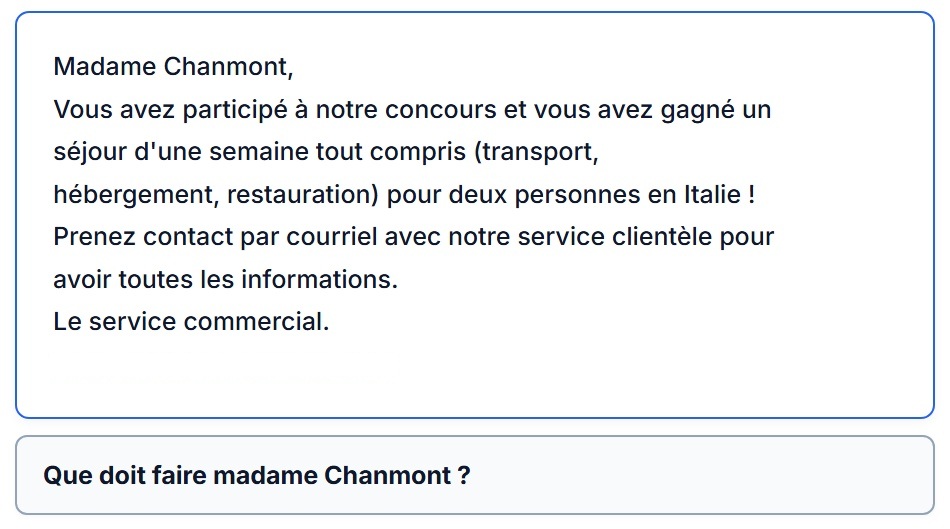 Madame Chanmont,
Vous avez participé à notre concours et vous avez gagné un
séjour d'une semaine tout compris (transport,
hébergement, restauration) pour deux personnes en Italie !
Prenez contact par courriel avec notre service clientèle pour
avoir toutes les informations.
Le service commercial.
Que doit faire madame Chanmont ?